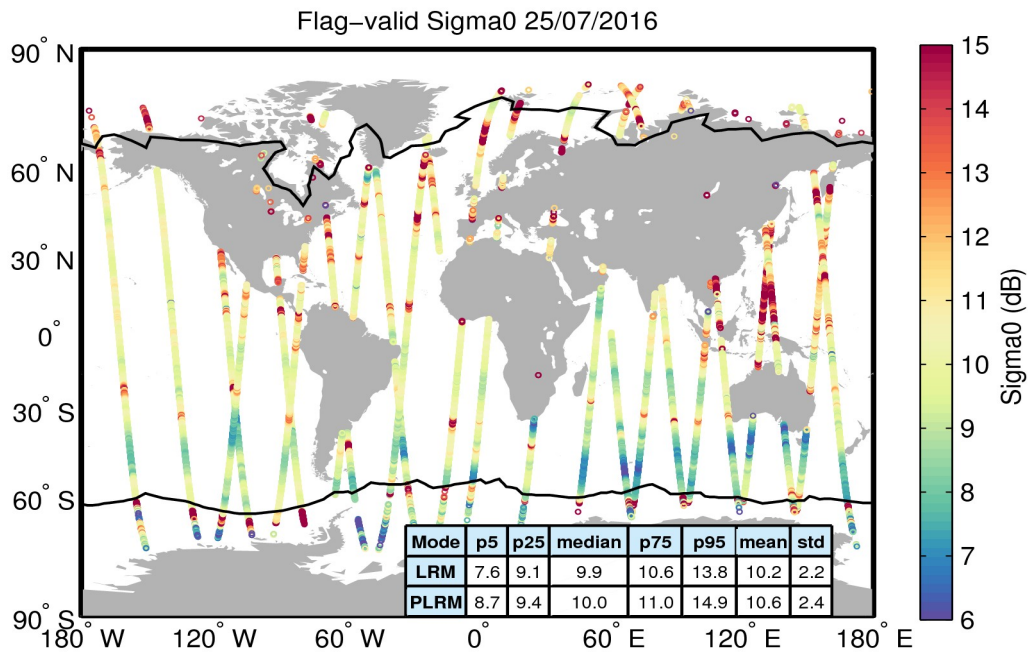 Flag−valid Sigma0 25/07/2016
90° N
60° N
30° N
0°
30° S
60° S
90° S
180° W
120° W
60° W
0°
60° E
120° E
180° E
15
14
13
12
11
10
9
8
7
6
Sigma0 (dB)
Mode p5 p25 median p75 p95 mean std
LRM 7.6 9.1 9.9 10.6 13.8 10.2 2.2
PLRM 8.7 9.4 10.0 11.0 14.9 10.6 2.4